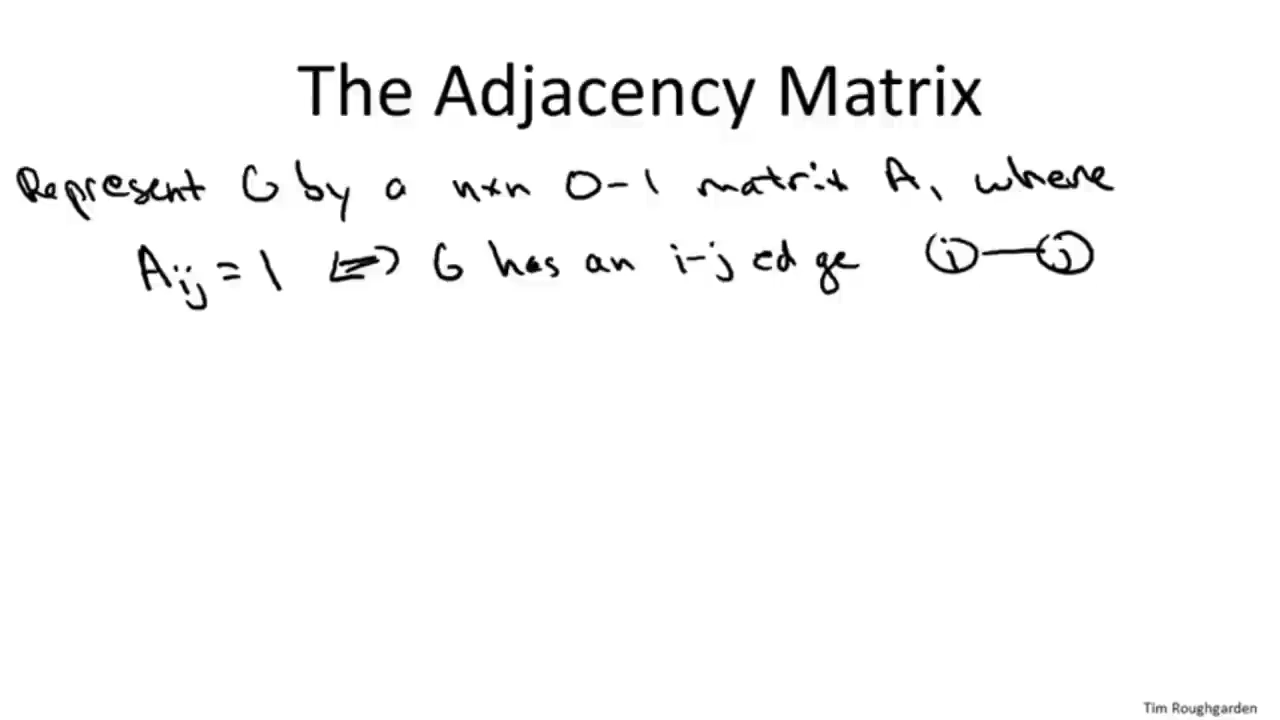 The Adjacency Matrix
Represent G by a n×n 0-1 matrix A, where
Aij = 1 ⟺ G has an i-j edge i j
Tim Roughgarden